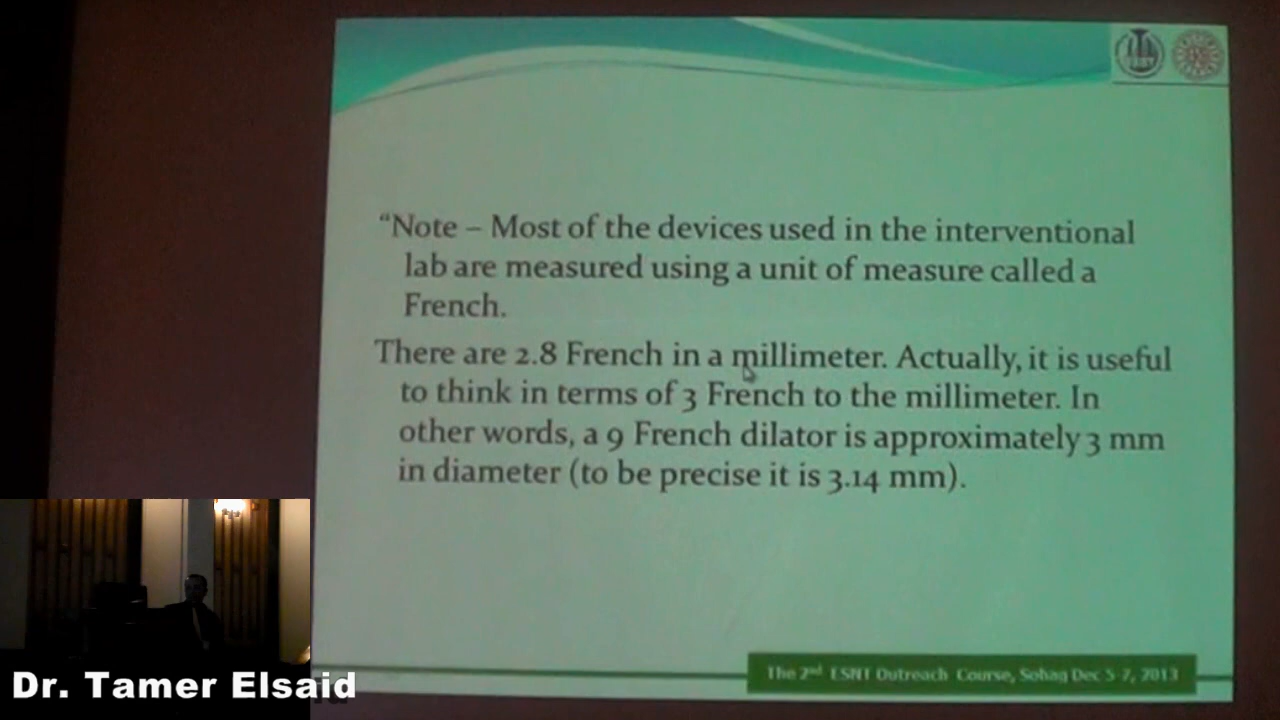 “Note – Most of the devices used in the interventional
lab are measured using a unit of measure called a
French.
There are 2.8 French in a millimeter. Actually, it is useful
to think in terms of 3 French to the millimeter. In
other words, a 9 French dilator is approximately 3 mm
in diameter (to be precise it is 3.14 mm).
The 2nd ESNT Outreach Course, Sohag Dec 5-7, 2013
Dr. Tamer Elsaid